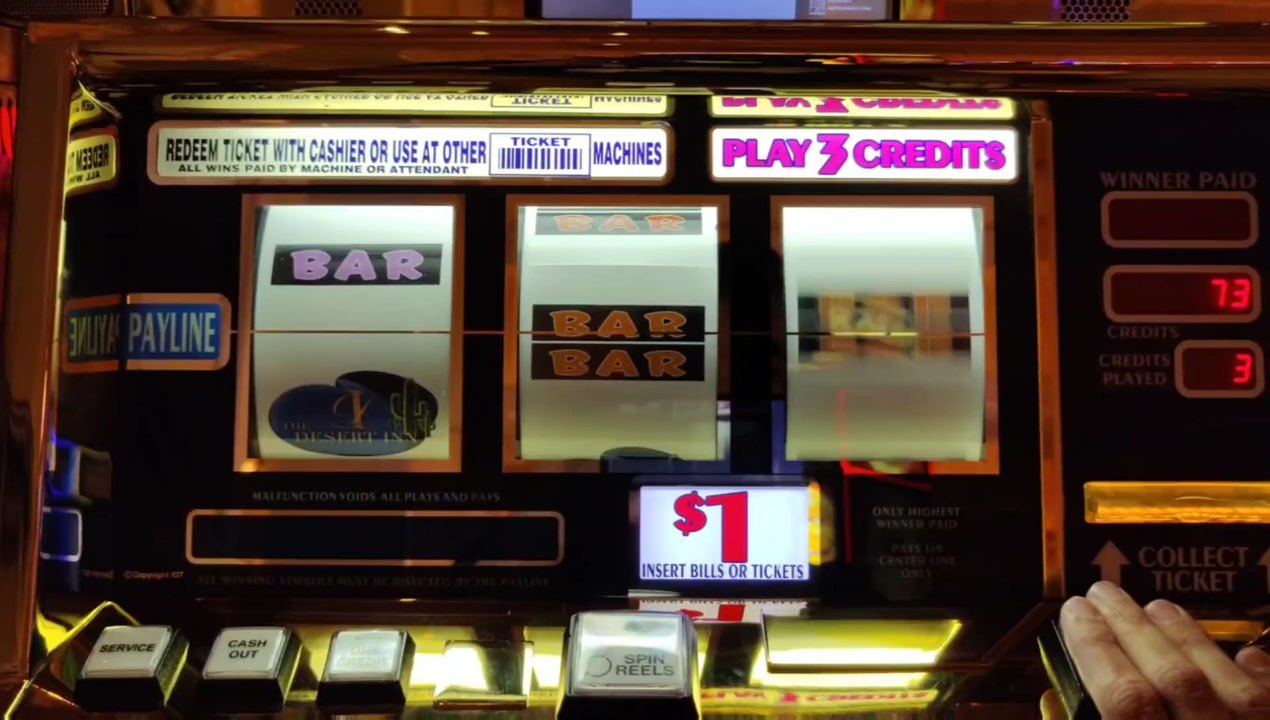 REDEEM TICKET WITH CASHIER OR USE AT OTHER TICKET MACHINES
ALL WINS PAID BY MACHINE OR ATTENDANT
PLAY 3 CREDITS
WINNER PAID
BAR
BAR
BAR
BAR
PAYLINE
73
CREDITS
CREDITS PLAYED
3
THE DESERT INN
MALFUNCTION VOIDS ALL PLAYS AND PAYS
$1
INSERT BILLS OR TICKETS
ONLY HIGHEST
WINNER PAID
PAYS ON
CENTER LINE
ONLY
©Copyright IGT
ALL WINNING SYMBOLS MUST BE DIRECTED BY THE PAYLINE
COLLECT
TICKET
SERVICE
CASH
OUT
SPIN
REELS